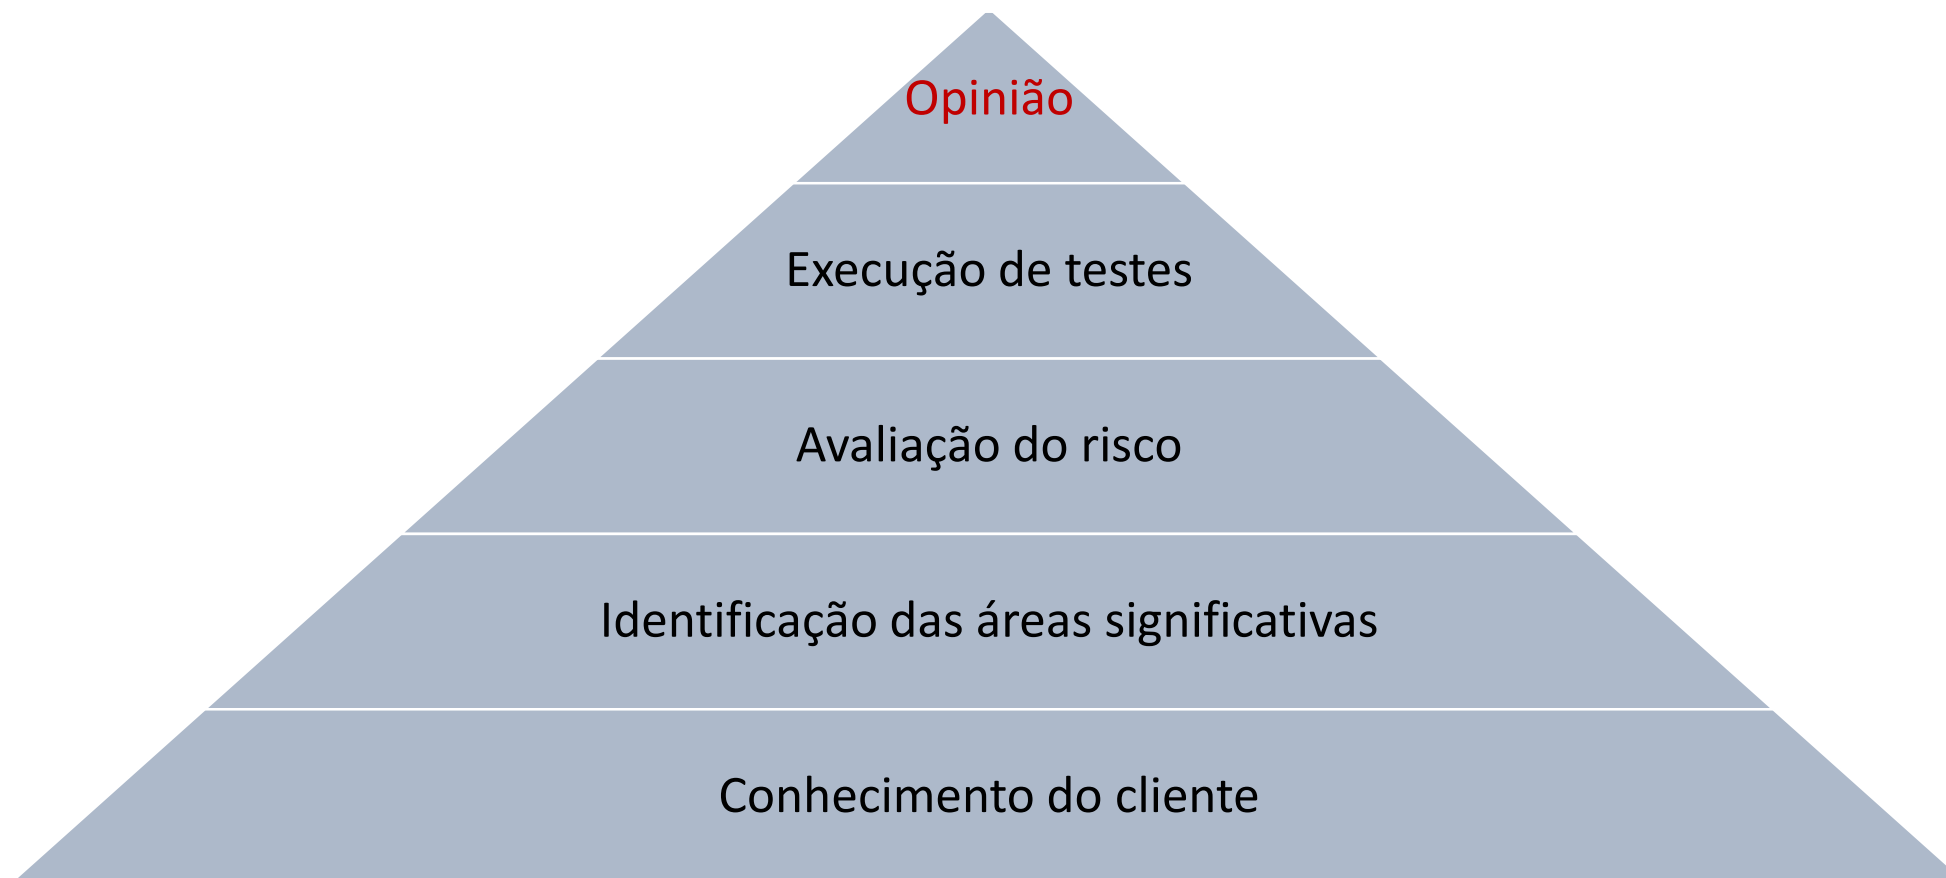 Opinião
Execução de testes
Avaliação do risco
Identificação das áreas significativas
Conhecimento do cliente